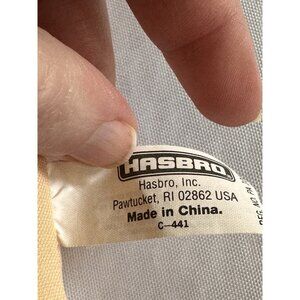 HASBRO
Hasbro, Inc.
Pawtucket, RI 02862 USA
Made in China.
C-441